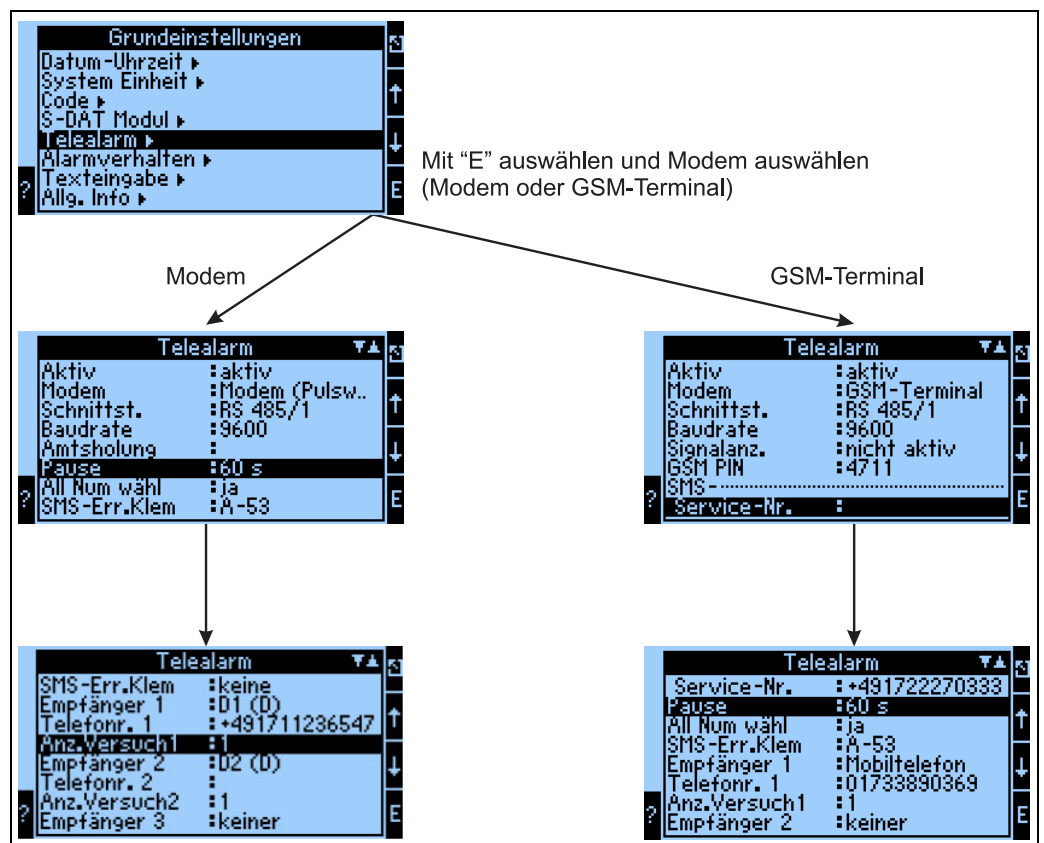 Grundeinstellungen
Datum-Uhrzeit
System Einheit
Code
S-DAT Modul
Telealarm
Alarmverhalten
Texteingabe
Allg. Info
? E
Mit “E” auswählen und Modem auswählen
(Modem oder GSM-Terminal)
Modem
GSM-Terminal
Telealarm
Aktiv :aktiv
Modem :Modem (Pulsw..
Schnittst. :RS 485/1
Baudrate :9600
Amtsholung :
Pause :60 s
All Num wähl :ja
SMS-Err.Klem :A-53
? E
Telealarm
Aktiv :aktiv
Modem :GSM-Terminal
Schnittst. :RS 485/1
Baudrate :9600
Signalanz. :nicht aktiv
GSM PIN :4711
SMS
Service-Nr. :
? E
Telealarm
SMS-Err.Klem :keine
Empfänger 1 :D1 (D)
Telefonr. 1 :+491711236547
Anz.Versuch1 :1
Empfänger 2 :D2 (D)
Telefonr. 2 :
Anz.Versuch2 :1
Empfänger 3 :keiner
? E
Telealarm
Service-Nr. :+491722270333
Pause :60 s
All Num wähl :ja
SMS-Err.Klem :A-53
Empfänger 1 :Mobiltelefon
Telefonr. 1 :01733890369
Anz.Versuch1 :1
Empfänger 2 :keiner
? E